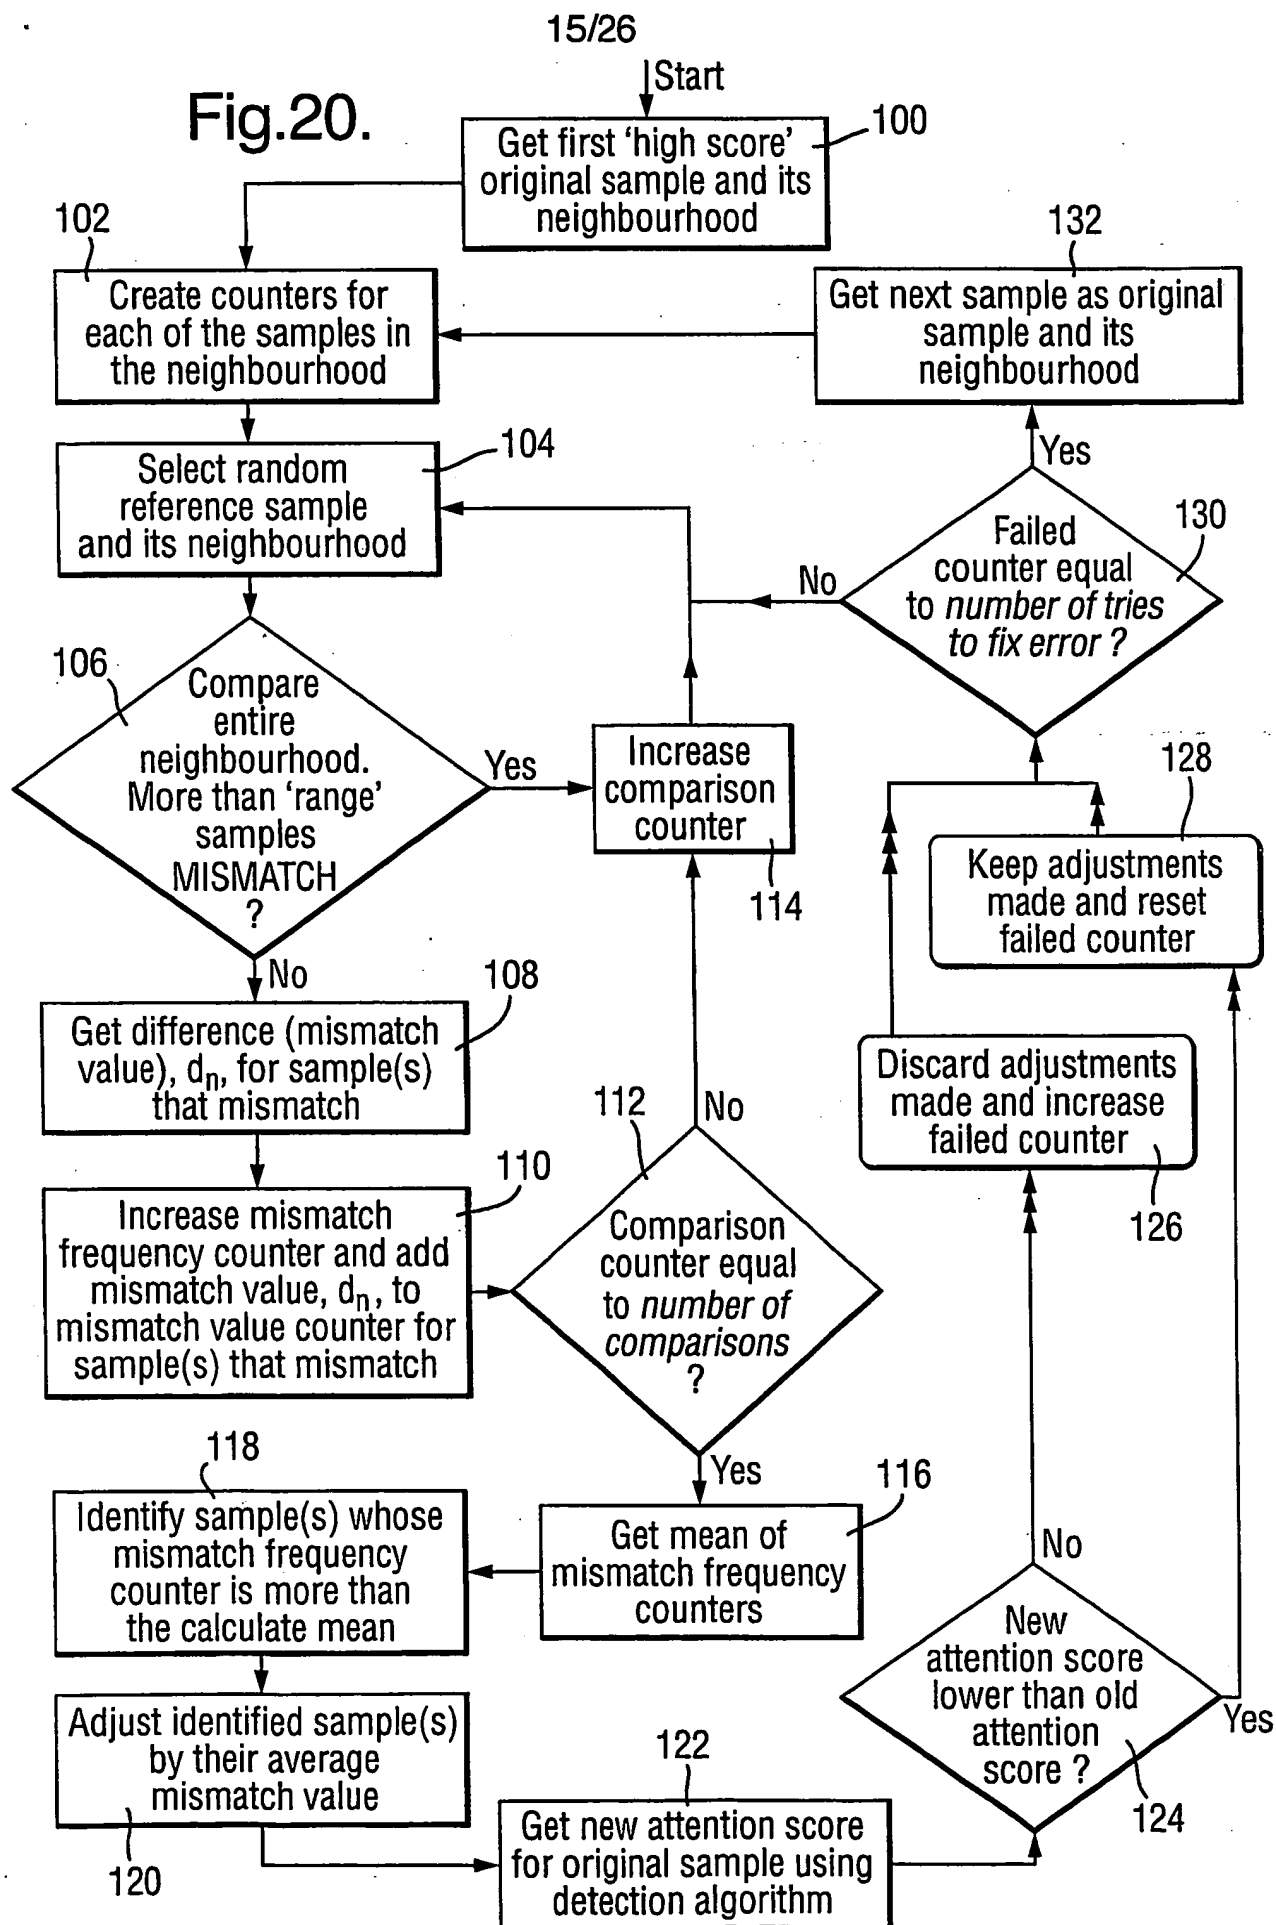 15/26
Fig.20.
Start
Get first 'high score'
original sample and its
neighbourhood
100
102
Create counters for
each of the samples in
the neighbourhood
132
Get next sample as original
sample and its
neighbourhood
104
Select random
reference sample
and its neighbourhood
Yes
130
Failed
counter equal
to number of tries
to fix error ?
No
106
Compare
entire
neighbourhood.
More than 'range'
samples
MISMATCH
?
Yes
Increase
comparison
counter
114
128
Keep adjustments
made and reset
failed counter
No
108
Get difference (mismatch
value), dn, for sample(s)
that mismatch
Discard adjustments
made and increase
failed counter
126
112
No
110
Increase mismatch
frequency counter and add
mismatch value, dn, to
mismatch value counter for
sample(s) that mismatch
Comparison
counter equal
to number of
comparisons
?
Yes
116
Get mean of
mismatch frequency
counters
118
Identify sample(s) whose
mismatch frequency
counter is more than
the calculate mean
No
New
attention score
lower than old
attention
score ?
Yes
124
Adjust identified sample(s)
by their average
mismatch value
120
122
Get new attention score
for original sample using
detection algorithm